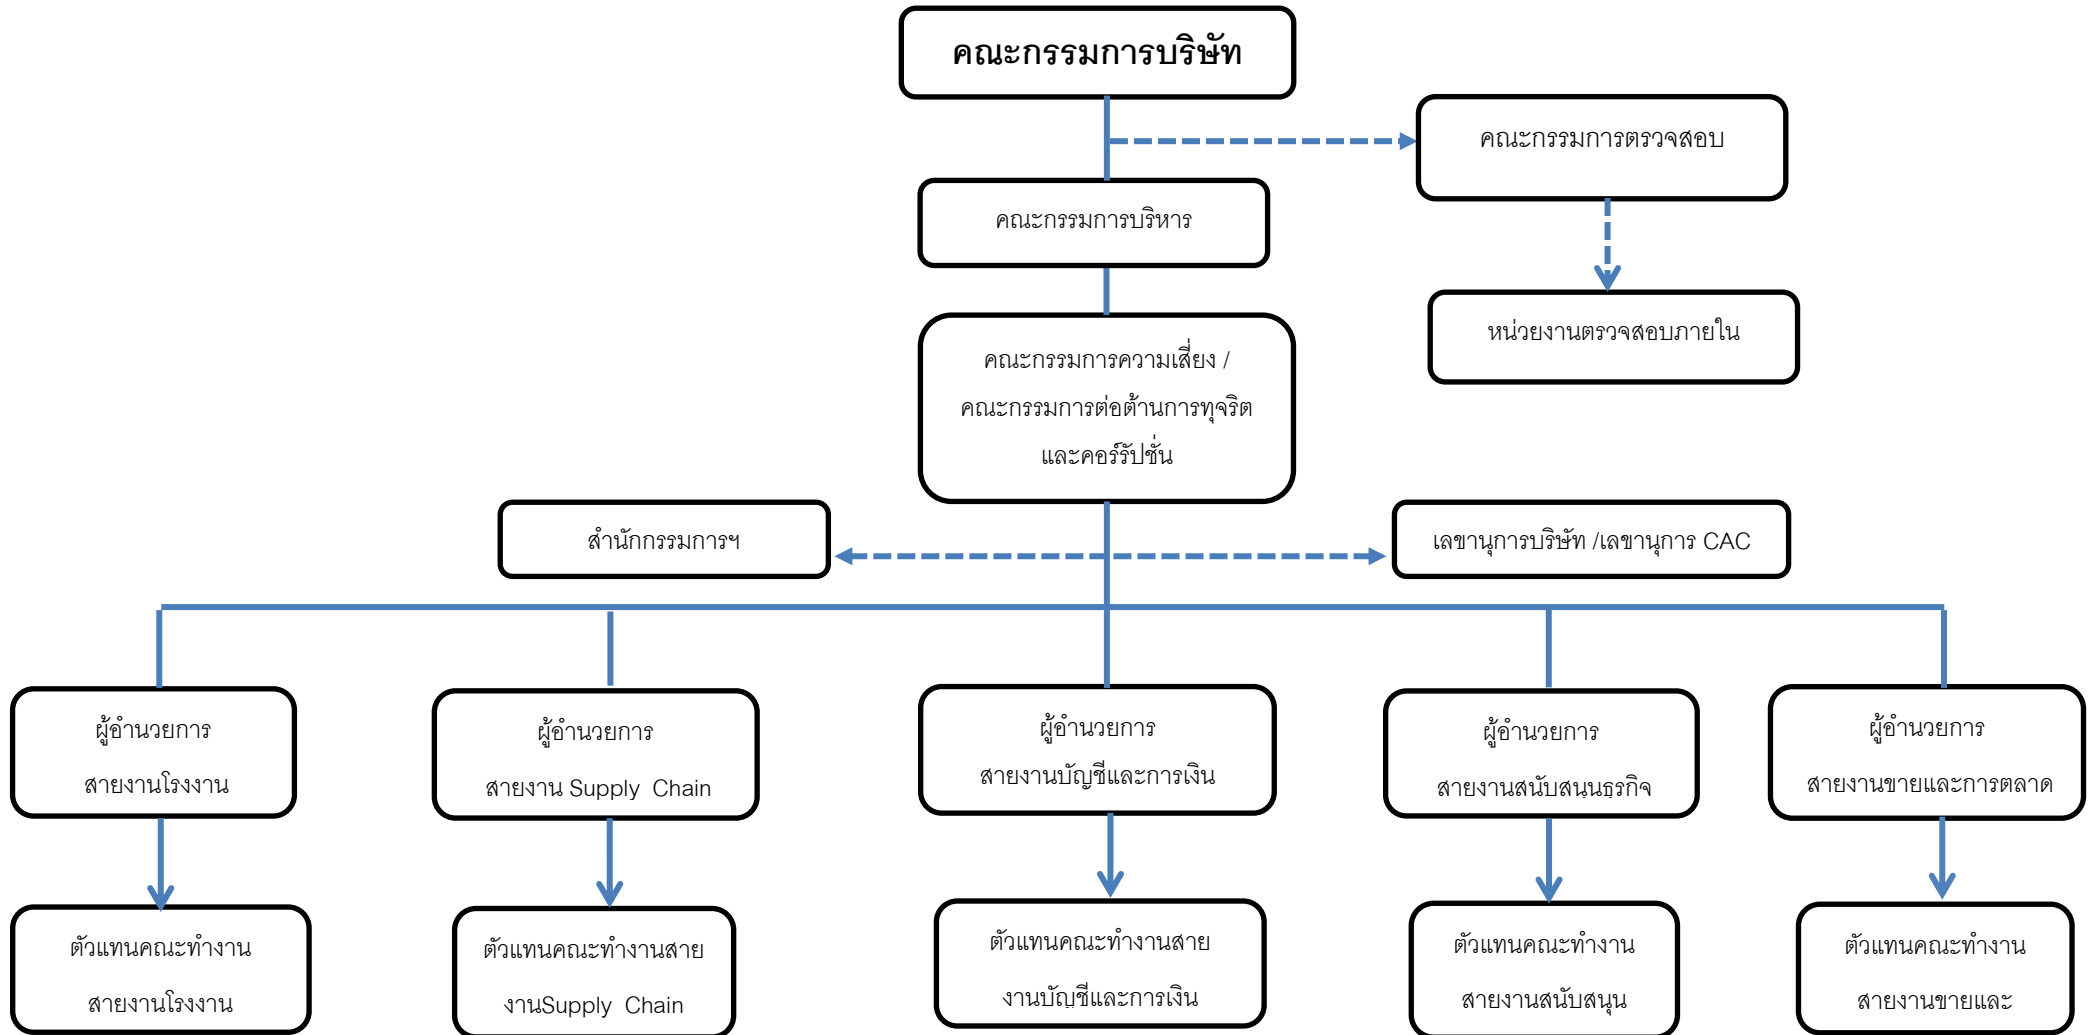 คณะกรรมการบริษัท
คณะกรรมการตรวจสอบ
คณะกรรมการบริหาร
หน่วยงานตรวจสอบภายใน
คณะกรรมการความเสี่ยง /
คณะกรรมการต่อต้านการทุจริต
และคอร์รัปชั่น
สำนักกรรมการฯ
เลขานุการบริษัท /เลขานุการ CAC
ผู้อำนวยการ
สายงานโรงงาน
ผู้อำนวยการ
สายงาน Supply Chain
ผู้อำนวยการ
สายงานบัญชีและการเงิน
ผู้อำนวยการ
สายงานสนับสนุนธุรกิจ
ผู้อำนวยการ
สายงานขายและการตลาด
ตัวแทนคณะทำงาน
สายงานโรงงาน
ตัวแทนคณะทำงานสาย
งานSupply Chain
ตัวแทนคณะทำงานสาย
งานบัญชีและการเงิน
ตัวแทนคณะทำงาน
สายงานสนับสนุน
ตัวแทนคณะทำงาน
สายงานขายและ